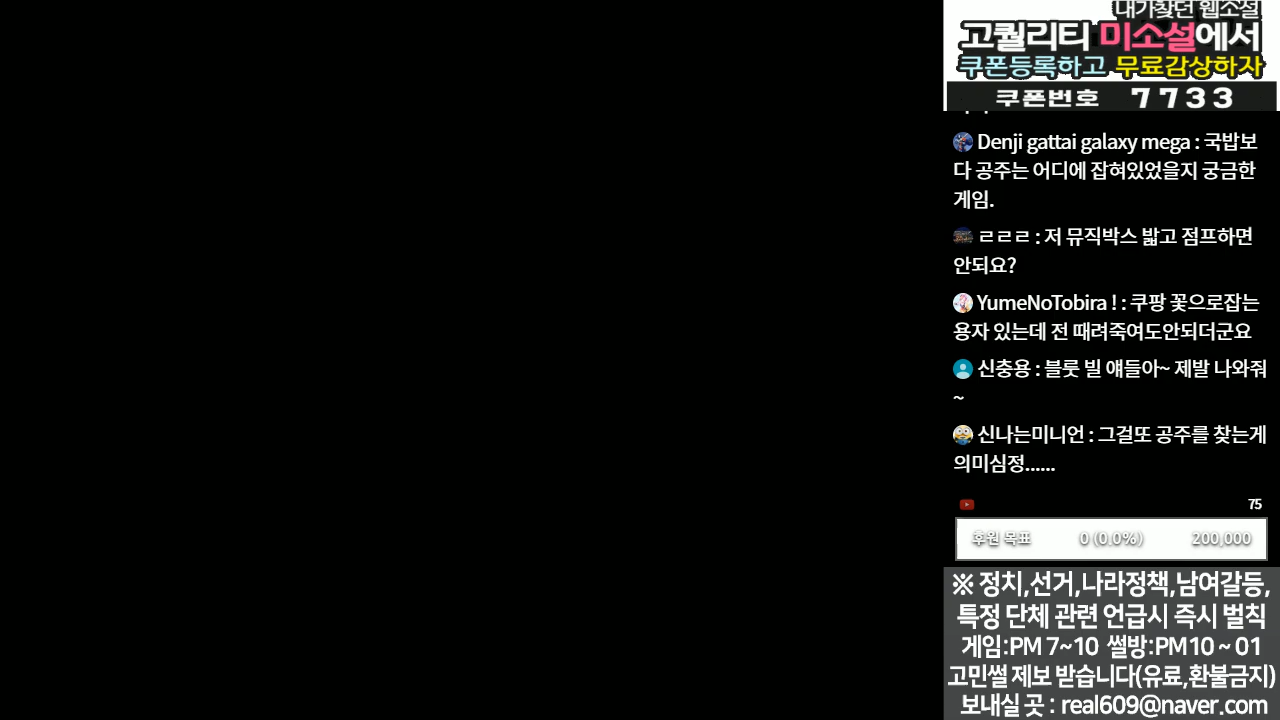 내가찾던 웹소설
고퀄리티 미소설에서
쿠폰등록하고 무료감상하자
쿠폰번호 7733
Denji gattai galaxy mega : 국밥보
다 공주는 어디에 잡혀있었을지 궁금한
게임.
ㄹㄹㄹ : 저 뮤직박스 밟고 점프하면
안되요?
YumeNoTobira ! : 쿠팡 꽃으로잡는
용자 있는데 전 때려죽여도안되더군요
신충용 : 블룻 빌 얘들아~ 제발 나와줘
~
신나는미니언 : 그걸또 공주를 찾는게
의미심정......
75
후원 목표 0 (0.0%) 200,000
※ 정치,선거,나라정책,남여갈등,
특정 단체 관련 언급시 즉시 벌칙
게임:PM 7~10 썰방:PM10 ~ 01
고민썰 제보 받습니다(유료,환불금지)
보내실 곳 : real609@naver.com